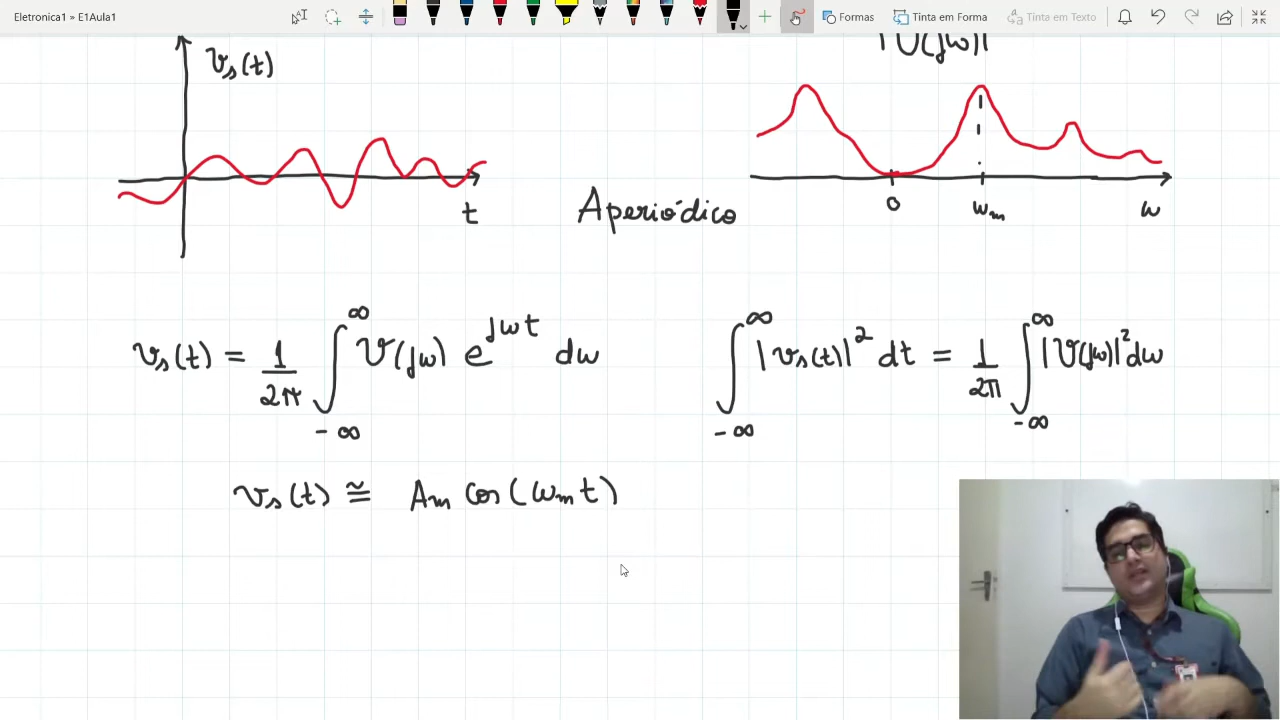 Eletronica1 » E1Aula1
Formas
Tinta em Forma
Tinta em Texto
vₛ(t)
|V(jω)|
t
Aperiódico
0
ωₘ
ω
vₛ(t) = 1/2π ∫_{-∞}^{∞} V(jω) e^{jωt} dω
∫_{-∞}^{∞} |vₛ(t)|² dt = 1/2π ∫_{-∞}^{∞} |V(jω)|² dω
vₛ(t) ≅ Aₘ cos(ωₘt)